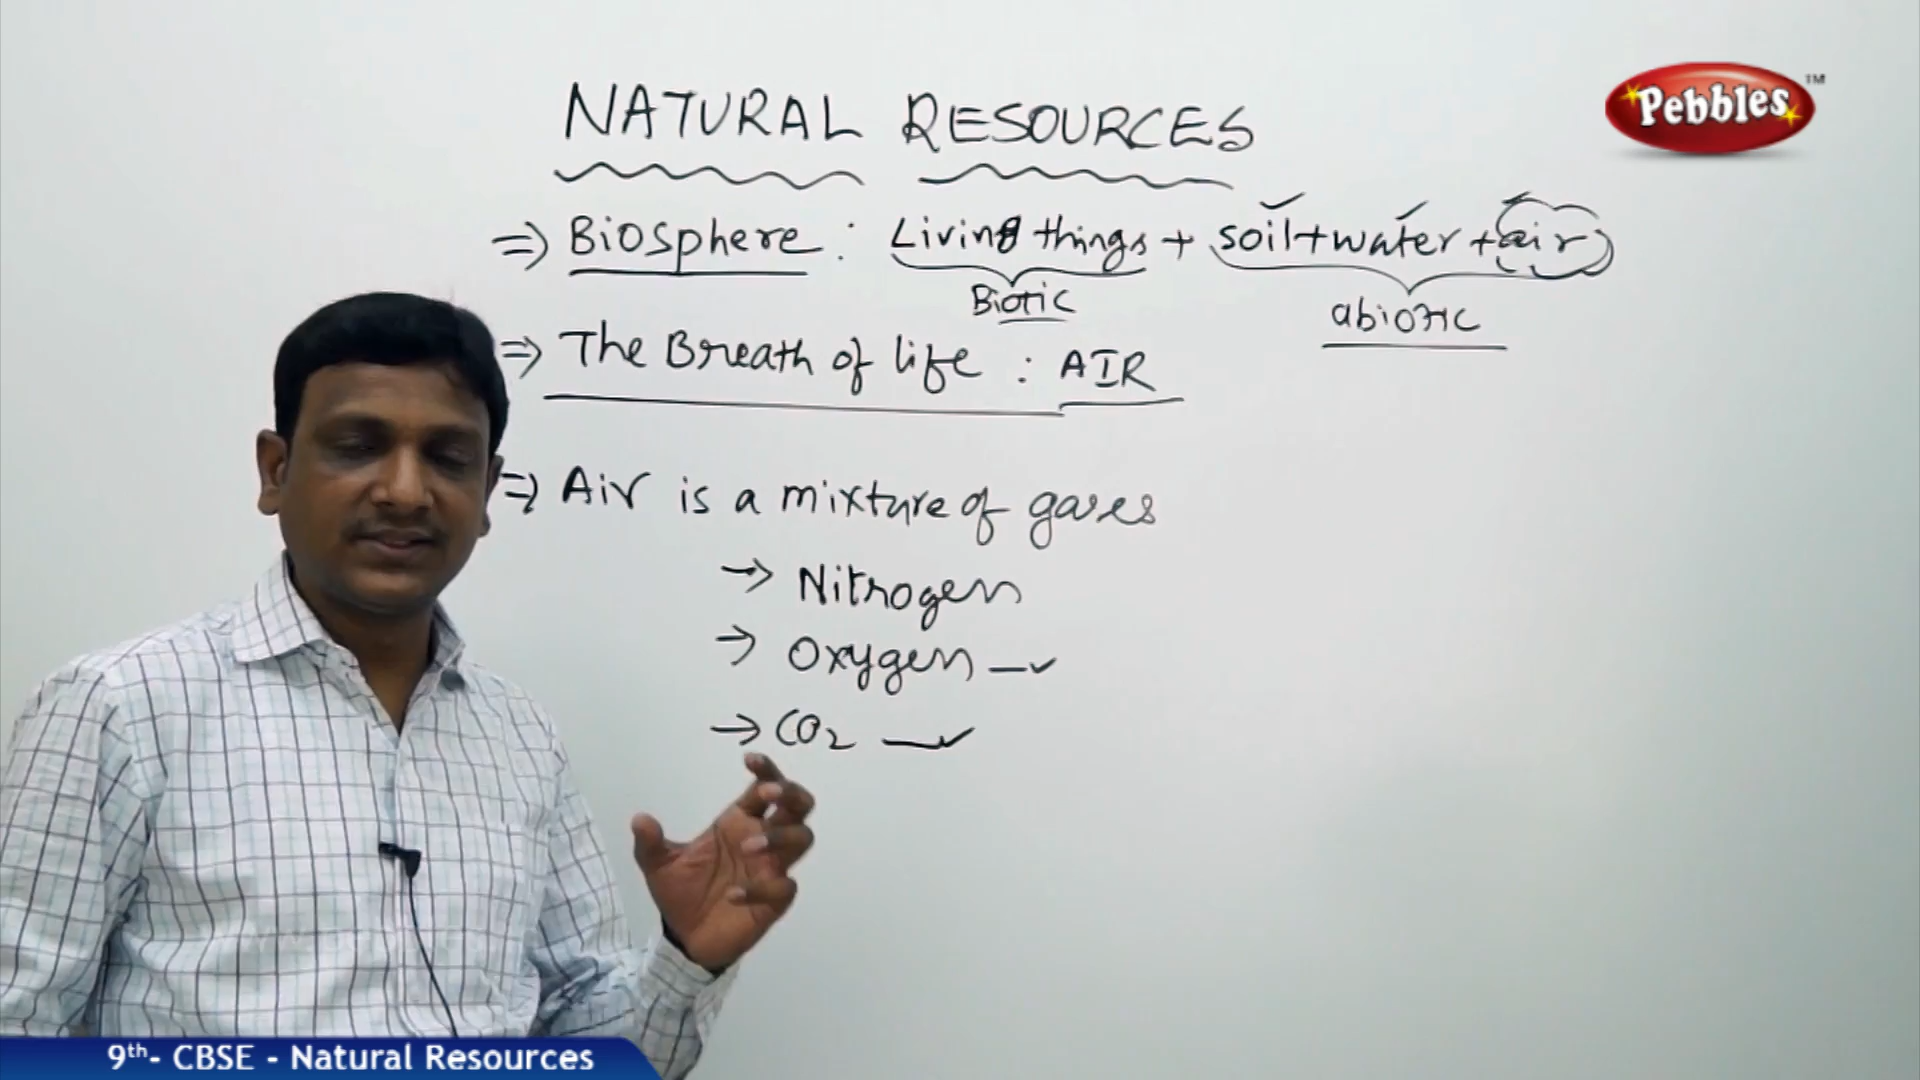 NATURAL RESOURCES
Pebbles™
=> Biosphere : Living things + soil + water + air
Biotic
abiotic
=> The Breath of life : AIR
=> Air is a mixture of gases
→ Nitrogen
→ Oxygen
→ CO₂
9th- CBSE - Natural Resources